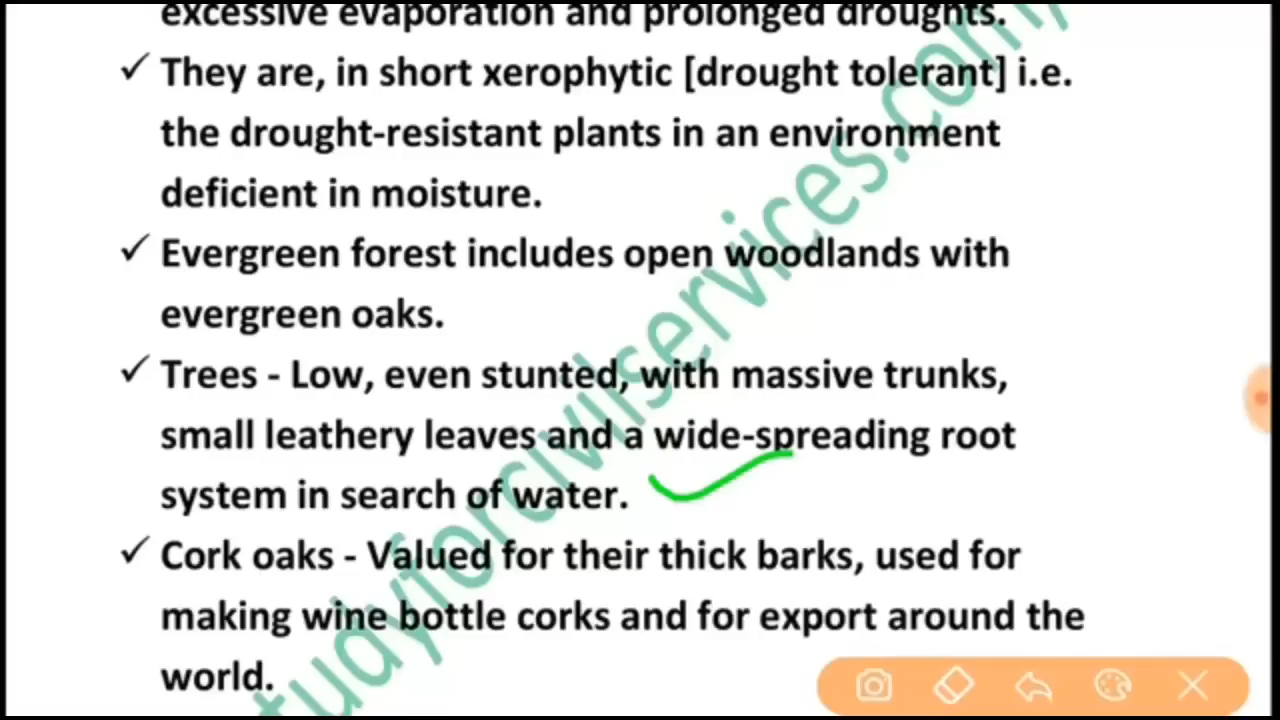 excessive evaporation and prolonged droughts.
✓ They are, in short xerophytic [drought tolerant] i.e.
the drought-resistant plants in an environment
deficient in moisture.
✓ Evergreen forest includes open woodlands with
evergreen oaks.
✓ Trees - Low, even stunted, with massive trunks,
small leathery leaves and a wide-spreading root
system in search of water.
✓ Cork oaks - Valued for their thick barks, used for
making wine bottle corks and for export around the
world.
tudyforcivilservices.com/